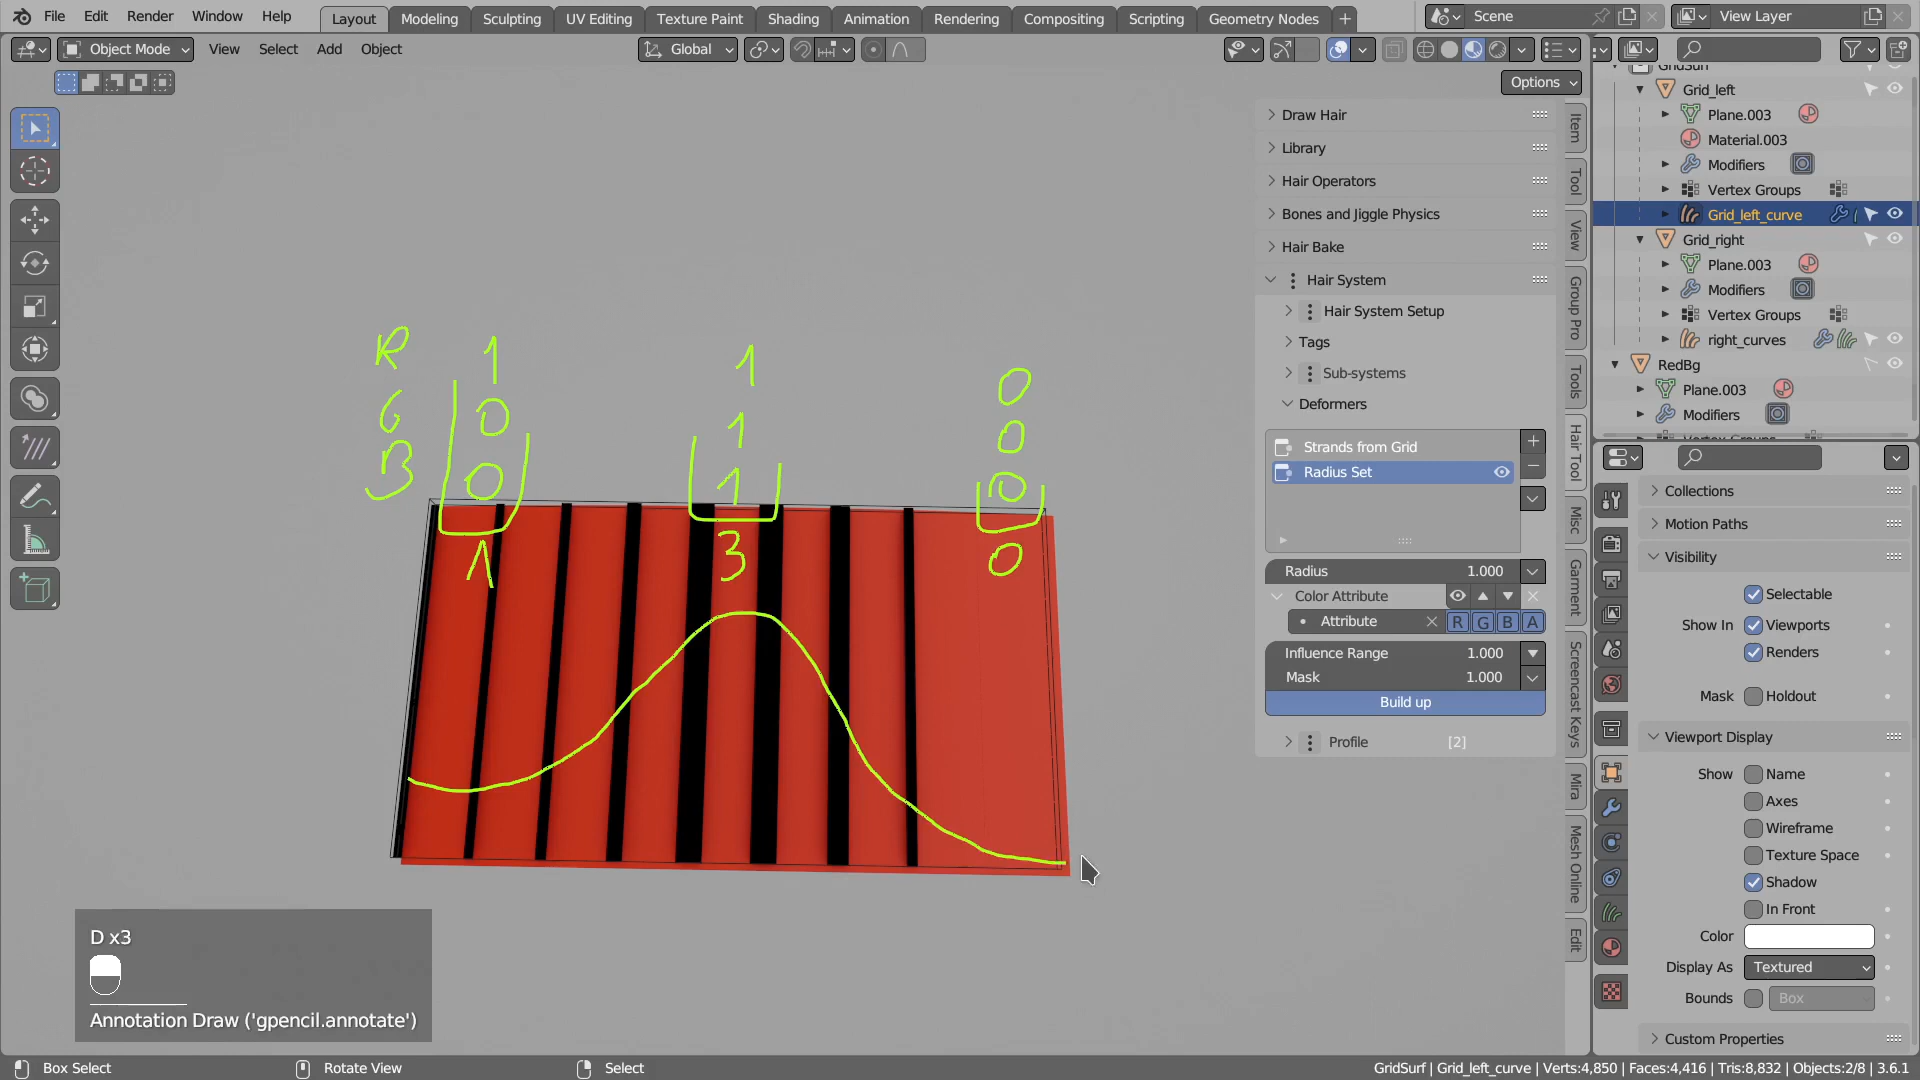 File Edit Render Window Help Layout Modeling Sculpting UV Editing Texture Paint Shading Animation Rendering Compositing Scripting Geometry Nodes + Scene View Layer
Object Mode View Select Add Object Global
Options
Draw Hair
Library
Hair Operators
Bones and Jiggle Physics
Hair Bake
Hair System
Hair System Setup
Tags
Sub-systems
Deformers
Strands from Grid
Radius Set
Radius 1.000
Color Attribute
Attribute R G B A
Influence Range 1.000
Mask 1.000
Build up
Profile [2]
Item
Tool
View
Group Pro
Tools
Hair Tool
Misc
Garment
Screencast Keys
Mira
Mesh Online
Edit
R 1 1 0
G 0 1 0
B 0 1 0
1 3 0
GridSurf
Grid_left
Plane.003
Material.003
Modifiers
Vertex Groups
Grid_left_curve
Grid_right
Plane.003
Modifiers
Vertex Groups
right_curves
RedBg
Plane.003
Modifiers
Vertex Groups
Collections
Motion Paths
Visibility
Selectable
Show In Viewports
Renders
Mask Holdout
Viewport Display
Show Name
Axes
Wireframe
Texture Space
Shadow
In Front
Color
Display As Textured
Bounds Box
Custom Properties
D x3
Annotation Draw ('gpencil.annotate')
Box Select Rotate View Select GridSurf | Grid_left_curve | Verts:4,850 | Faces:4,416 | Tris:8,832 | Objects:2/8 | 3.6.1